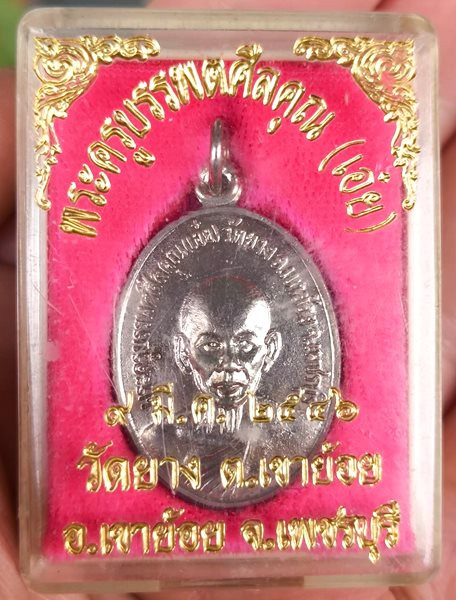 พระครูบรรพตศีลคุณ (เอ๋ย)
๙ มี.ค. ๒๕๔๖
วัดยาง ต.เขาย้อย
อ.เขาย้อย จ.เพชรบุรี